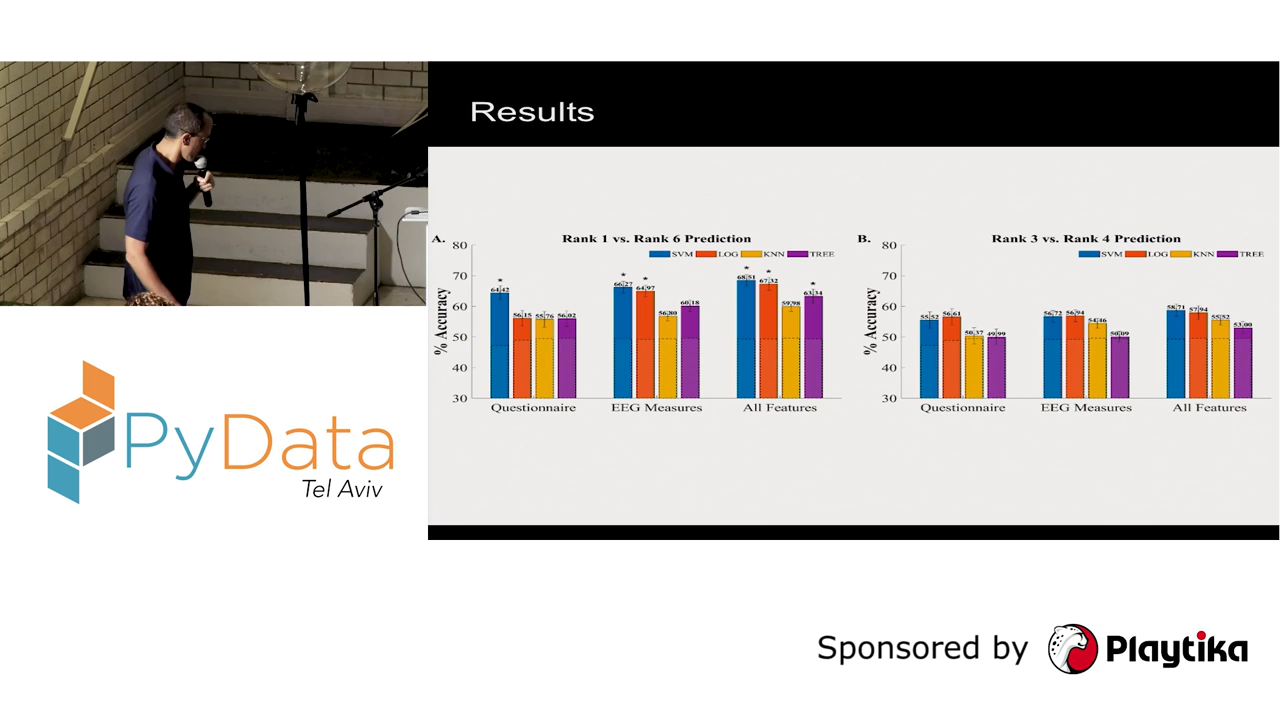 Results
A.
Rank 1 vs. Rank 6 Prediction
SVM LOG KNN TREE
% Accuracy
80
70
60
50
40
30
64.42 56.15 55.76 56.02
66.27 64.97 56.80 60.18
68.51 67.32 59.98 63.34
* * * * * *
Questionnaire EEG Measures All Features
B.
Rank 3 vs. Rank 4 Prediction
SVM LOG KNN TREE
% Accuracy
80
70
60
50
40
30
55.52 56.61 50.37 49.99
56.72 56.94 54.46 50.09
58.71 57.94 55.52 53.00
Questionnaire EEG Measures All Features
PyData
Tel Aviv
Sponsored by Playtika